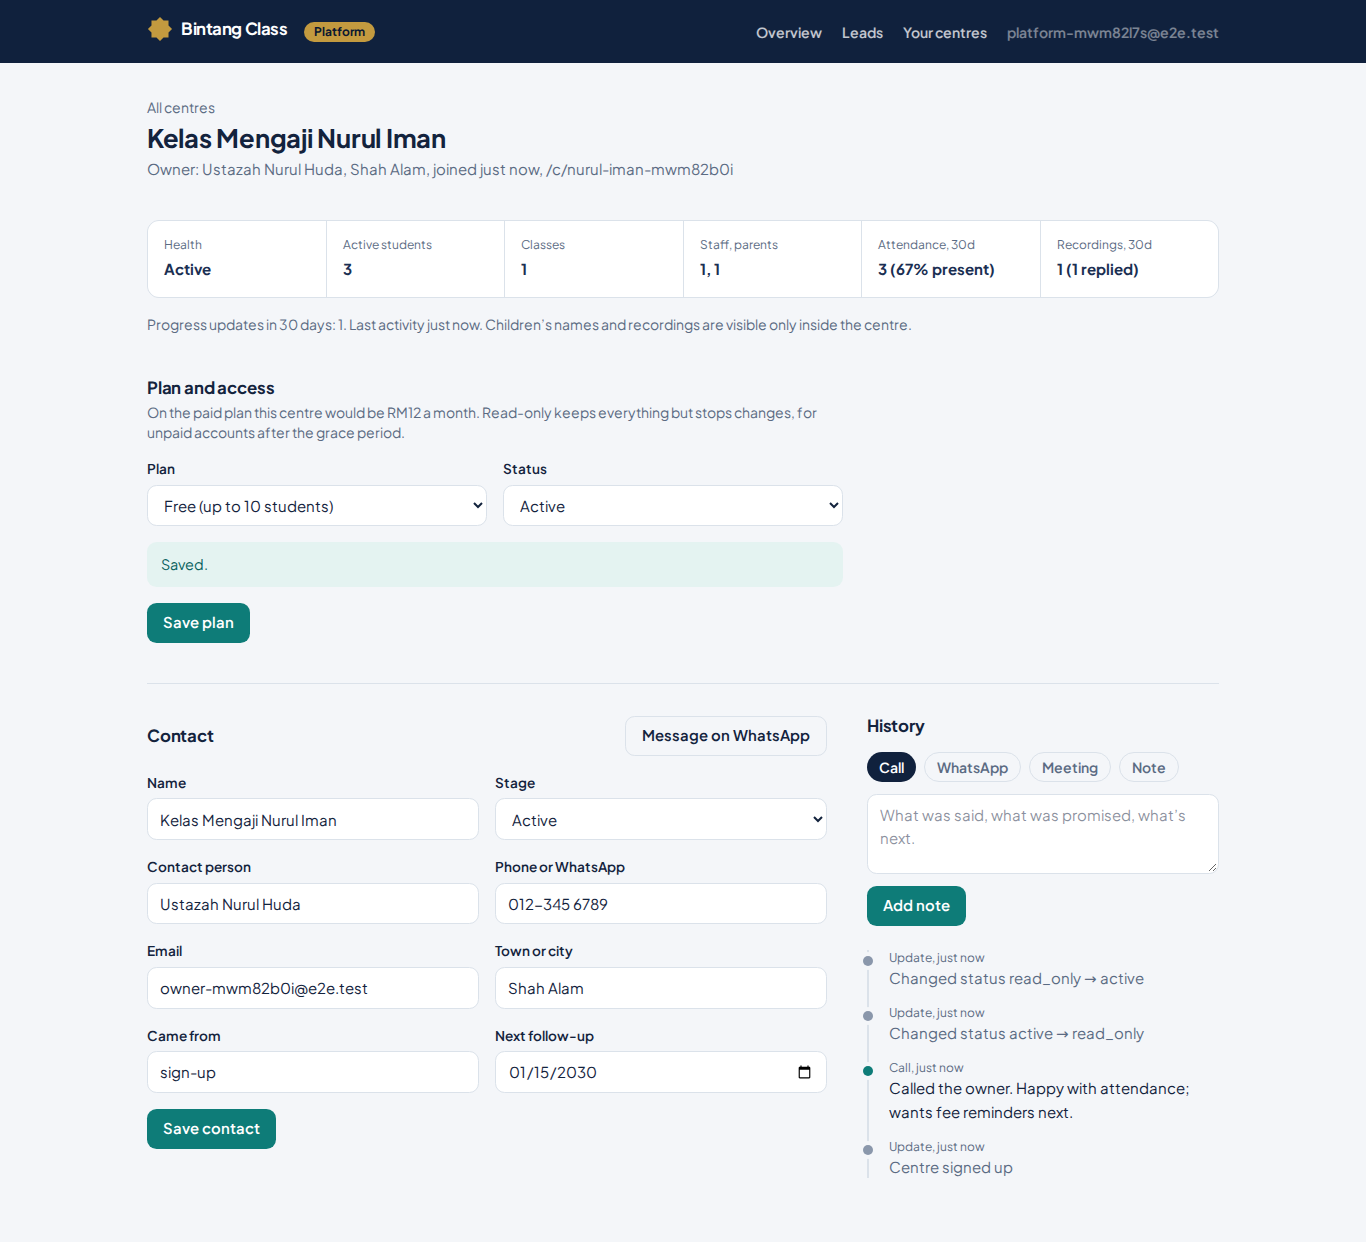 Bintang Class
Platform
Overview
Leads
Your centres
platform-mwm82l7s@e2e.test
All centres
Kelas Mengaji Nurul Iman
Owner: Ustazah Nurul Huda, Shah Alam, joined just now, /c/nurul-iman-mwm82b0i
Health
Active
Active students
3
Classes
1
Staff, parents
1, 1
Attendance, 30d
3 (67% present)
Recordings, 30d
1 (1 replied)
Progress updates in 30 days: 1. Last activity just now. Children's names and recordings are visible only inside the centre.
Plan and access
On the paid plan this centre would be RM12 a month. Read-only keeps everything but stops changes, for
unpaid accounts after the grace period.
Plan
Free (up to 10 students)
Status
Active
Saved.
Save plan
Contact
Message on WhatsApp
Name
Kelas Mengaji Nurul Iman
Stage
Active
Contact person
Ustazah Nurul Huda
Phone or WhatsApp
012-345 6789
Email
owner-mwm82b0i@e2e.test
Town or city
Shah Alam
Came from
sign-up
Next follow-up
01/15/2030
Save contact
History
Call
WhatsApp
Meeting
Note
What was said, what was promised, what's
next.
Add note
Update, just now
Changed status read_only → active
Update, just now
Changed status active → read_only
Call, just now
Called the owner. Happy with attendance;
wants fee reminders next.
Update, just now
Centre signed up